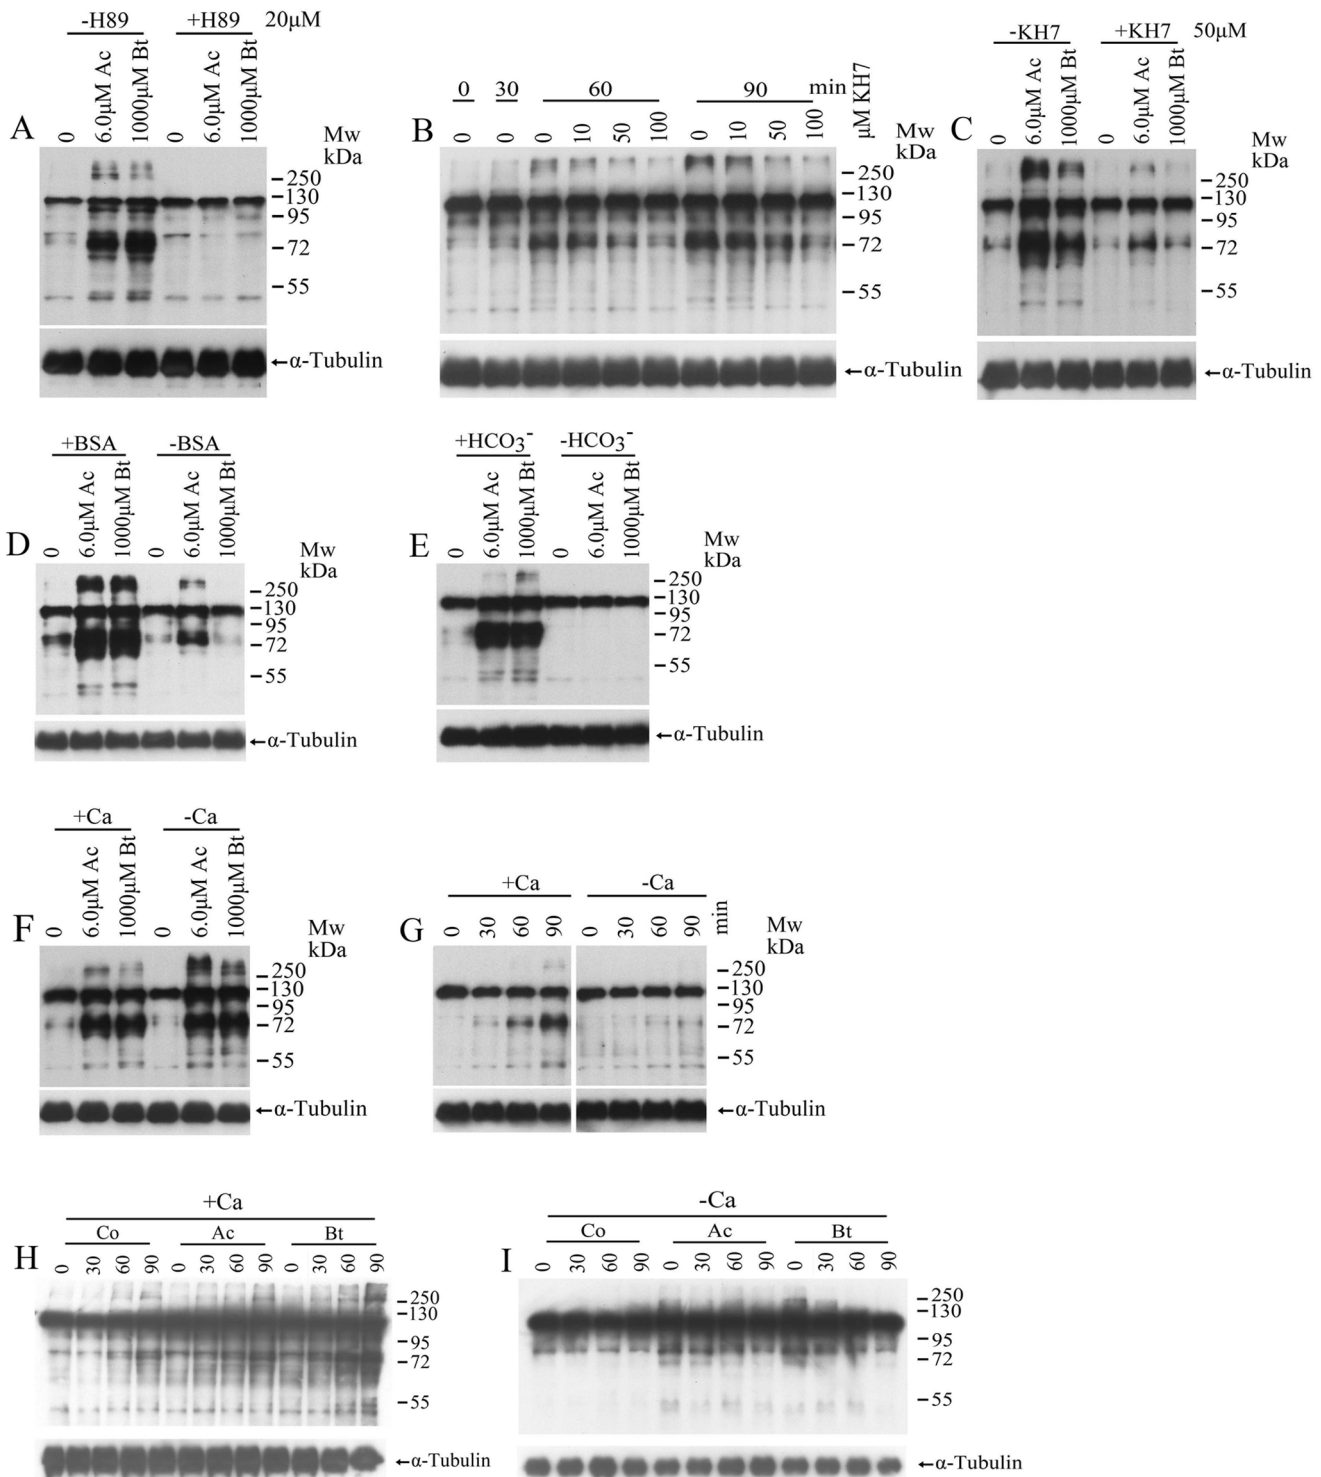 -H89 +H89 20μM
A 0 6.0μM Ac 1000μM Bt 0 6.0μM Ac 1000μM Bt
Mw
kDa
250
130
95
72
55
←α-Tubulin
0 30 60 90 min
B 0 0 0 10 50 100 0 10 50 100 μM KH7
Mw
kDa
250
130
95
72
55
←α-Tubulin
-KH7 +KH7 50μM
C 0 6.0μM Ac 1000μM Bt 0 6.0μM Ac 1000μM Bt
Mw
kDa
250
130
95
72
55
←α-Tubulin
+BSA -BSA
D 0 6.0μM Ac 1000μM Bt 0 6.0μM Ac 1000μM Bt
Mw
kDa
250
130
95
72
55
←α-Tubulin
+HCO₃⁻ -HCO₃⁻
E 0 6.0μM Ac 1000μM Bt 0 6.0μM Ac 1000μM Bt
Mw
kDa
250
130
95
72
55
←α-Tubulin
+Ca -Ca
F 0 6.0μM Ac 1000μM Bt 0 6.0μM Ac 1000μM Bt
Mw
kDa
250
130
95
72
55
←α-Tubulin
+Ca -Ca
G 0 30 60 90 0 30 60 90 min
Mw
kDa
250
130
95
72
55
←α-Tubulin
+Ca
Co Ac Bt
H 0 30 60 90 0 30 60 90 0 30 60 90
250
130
95
72
55
←α-Tubulin
-Ca
Co Ac Bt
I 0 30 60 90 0 30 60 90 0 30 60 90
250
130
95
72
55
←α-Tubulin